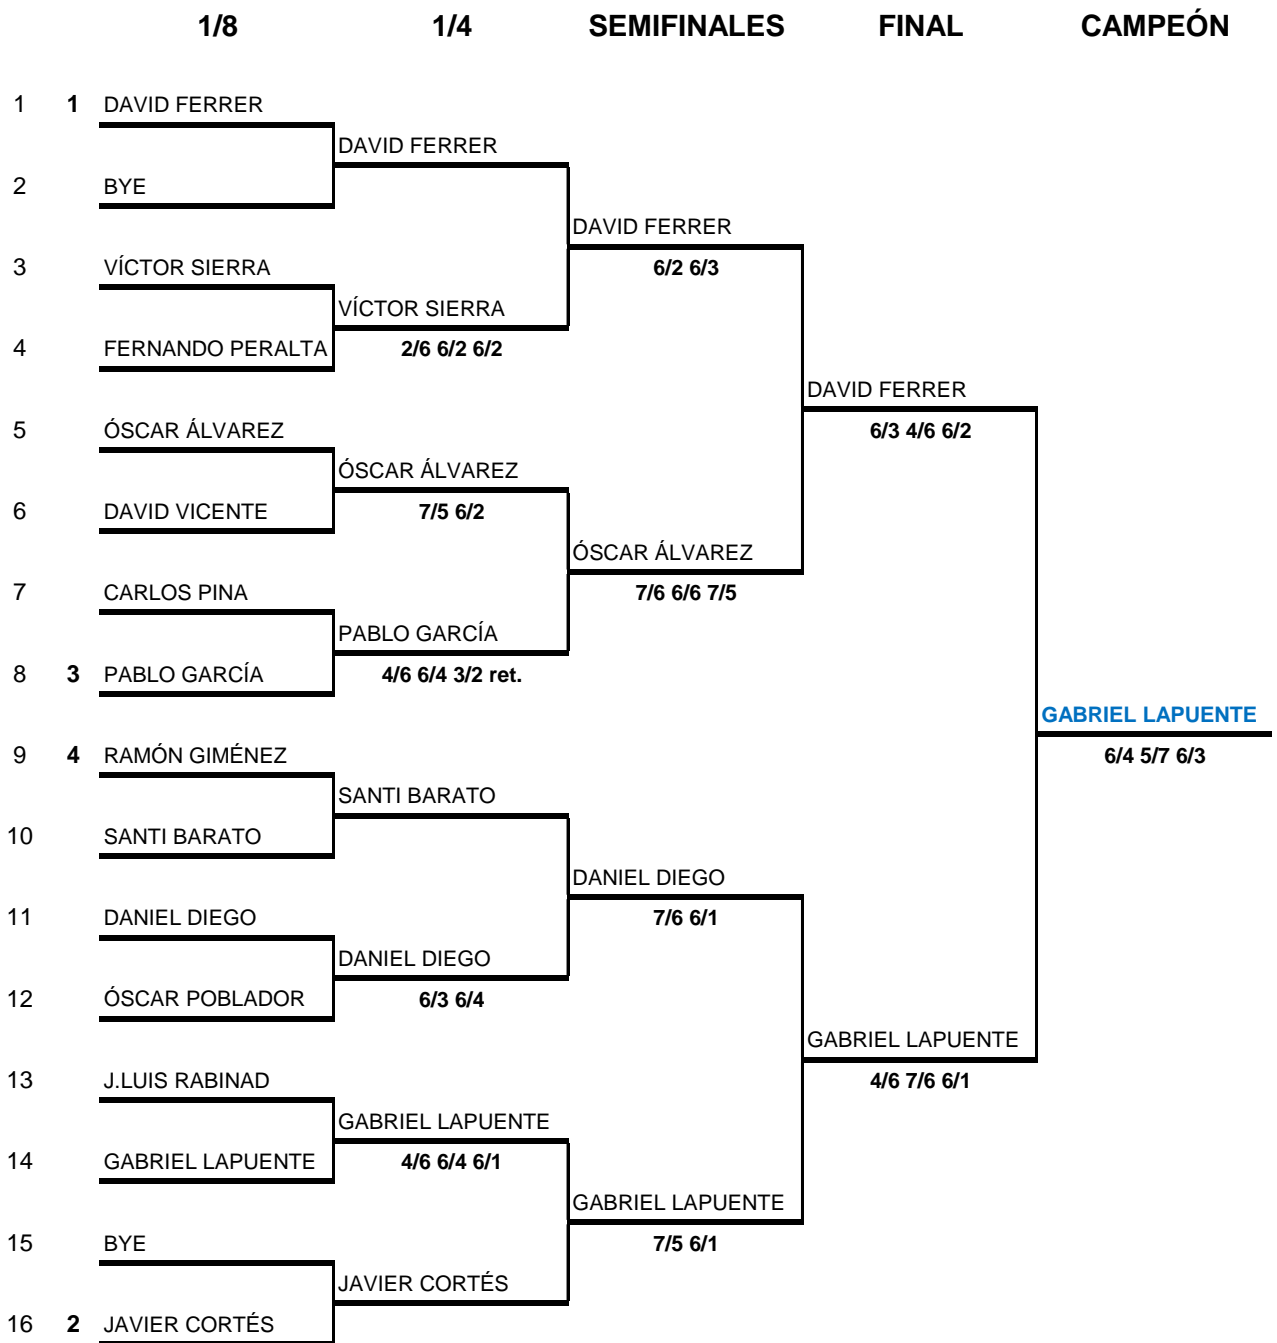 1/8 1/4 SEMIFINALES FINAL CAMPEÓN
1 1 DAVID FERRER
DAVID FERRER
2 BYE
DAVID FERRER
3 VÍCTOR SIERRA 6/2 6/3
VÍCTOR SIERRA
4 FERNANDO PERALTA 2/6 6/2 6/2
DAVID FERRER
5 ÓSCAR ÁLVAREZ 6/3 4/6 6/2
ÓSCAR ÁLVAREZ
6 DAVID VICENTE 7/5 6/2
ÓSCAR ÁLVAREZ
7 CARLOS PINA 7/6 6/6 7/5
PABLO GARCÍA
8 3 PABLO GARCÍA 4/6 6/4 3/2 ret.
GABRIEL LAPUENTE
9 4 RAMÓN GIMÉNEZ 6/4 5/7 6/3
SANTI BARATO
10 SANTI BARATO
DANIEL DIEGO
11 DANIEL DIEGO 7/6 6/1
DANIEL DIEGO
12 ÓSCAR POBLADOR 6/3 6/4
GABRIEL LAPUENTE
13 J.LUIS RABINAD 4/6 7/6 6/1
GABRIEL LAPUENTE
14 GABRIEL LAPUENTE 4/6 6/4 6/1
GABRIEL LAPUENTE
15 BYE 7/5 6/1
JAVIER CORTÉS
16 2 JAVIER CORTÉS